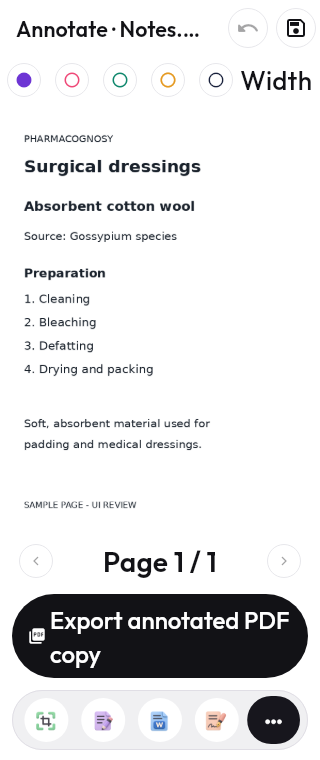 Annotate · Notes....
Width
PHARMACOGNOSY
Surgical dressings
Absorbent cotton wool
Source: Gossypium species
Preparation
1. Cleaning
2. Bleaching
3. Defatting
4. Drying and packing
Soft, absorbent material used for
padding and medical dressings.
SAMPLE PAGE - UI REVIEW
Page 1 / 1
PDF
Export annotated PDF
copy
W